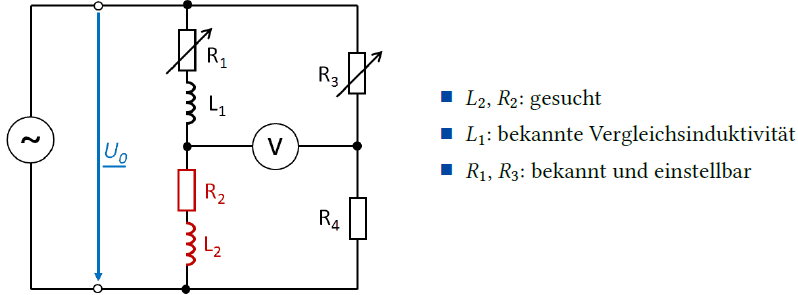 R1
L1
R3
~
U0
V
R2
L2
R4
L2, R2: gesucht
L1: bekannte Vergleichsinduktivität
R1, R3: bekannt und einstellbar